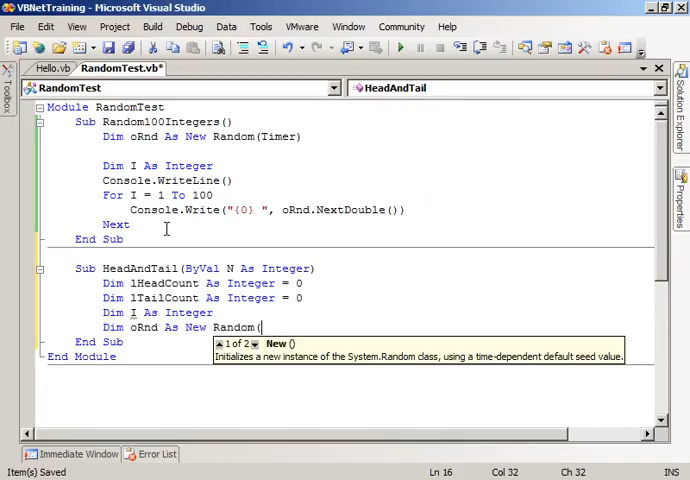 VBNetTraining - Microsoft Visual Studio
File Edit View Project Build Debug Data Tools VMware Window Community Help
Hello.vb RandomTest.vb*
RandomTest HeadAndTail
Toolbox
Solution Explorer
Properties
Module RandomTest
Sub Random100Integers()
Dim oRnd As New Random(Timer)
Dim I As Integer
Console.WriteLine()
For I = 1 To 100
Console.Write("{0} ", oRnd.NextDouble())
Next
End Sub
Sub HeadAndTail(ByVal N As Integer)
Dim lHeadCount As Integer = 0
Dim lTailCount As Integer = 0
Dim I As Integer
Dim oRnd As New Random(
End Sub
1 of 2 New ()
End Module
Initializes a new instance of the System.Random class, using a time-dependent default seed value.
Immediate Window Error List
Item(s) Saved Ln 16 Col 32 Ch 32 INS